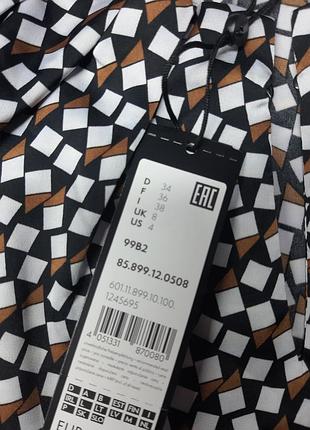 D 34
F 36
I 38
UK 8
US 4
EAC
99B2
85.899.12.0508
601.11.899.10.100.
1245695
4 051331 870080
D A B EST FIN I
IRL L LT LV M NL
P SK SLO
EUR